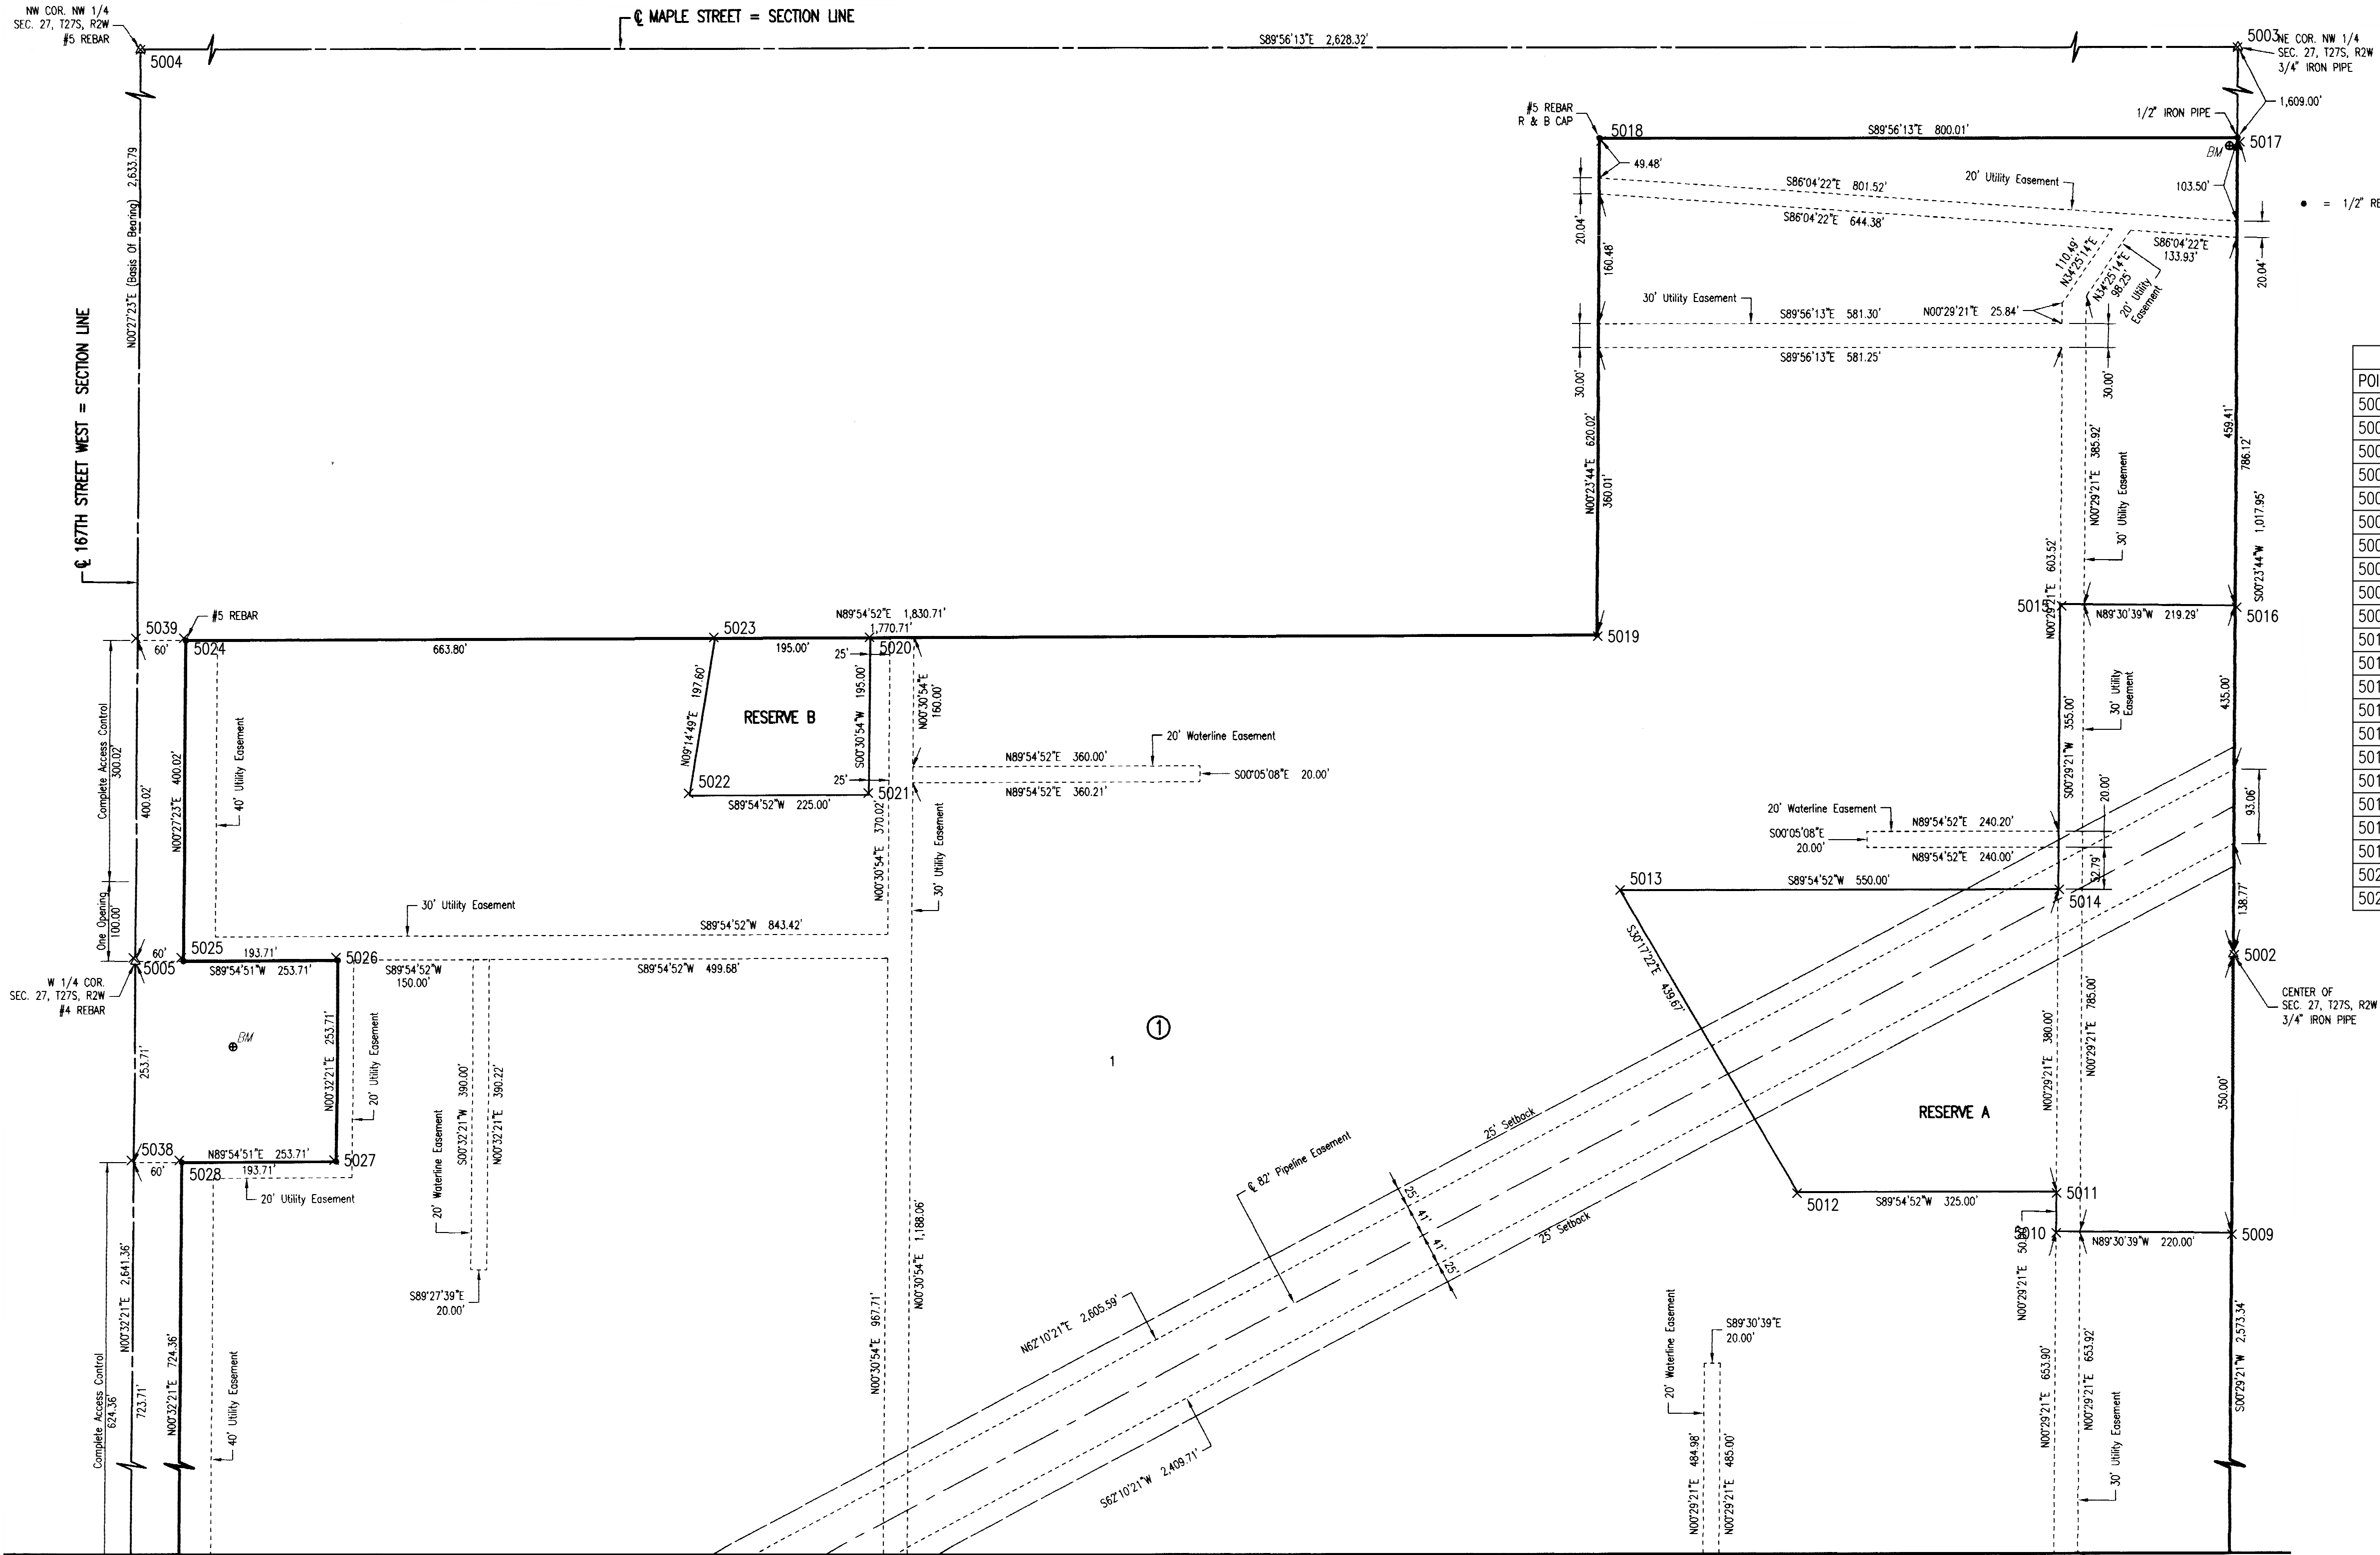 NW COR. NW 1/4
SEC. 27, T27S, R2W
#5 REBAR
5004
℄ MAPLE STREET = SECTION LINE
S89°56'13"E 2,628.32'
5003
NE COR. NW 1/4
SEC. 27, T27S, R2W
3/4" IRON PIPE
1,609.00'
1/2" IRON PIPE
#5 REBAR
R & B CAP
5018
S89°56'13"E 800.01'
5017
BM
49.48'
103.50'
S86°04'22"E 801.52'
20' Utility Easement
S86°04'22"E 644.38'
S86°04'22"E
133.93'
20.04'
20.04'
110.49'
N34°25'14"E
N34°25'14"E
98.25'
20' Utility
Easement
160.48'
30' Utility Easement
S89°56'13"E 581.30'
N00°29'21"E 25.84'
S89°56'13"E 581.25'
30.00'
30.00'
• = 1/2" RE
N00°27'23"E (Basis Of Bearing) 2,633.79
℄ 167TH STREET WEST = SECTION LINE
N00°23'44"E 620.02'
360.01'
N00°29'21"E 385.92'
30' Utility Easement
459.41'
786.12'
S00°23'44"W 1,017.95'
N00°29'21"E 603.52'
POI
500
500
500
500
500
500
500
500
500
500
501
501
501
501
501
501
501
501
501
501
502
502
5039
#5 REBAR
60'
5024
663.80'
5023
195.00'
N89°54'52"E 1,830.71'
1,770.71'
25'
5020
5019
5015
N89°30'39"W 219.29'
5016
Complete Access Control
300.02'
400.02'
N00°27'23"E 400.02'
40' Utility Easement
N09°14'49"E 197.60'
RESERVE B
S00°30'54"W 195.00'
N00°30'54"E
160.00'
5022
S89°54'52"W 225.00'
25'
5021
N89°54'52"E 360.00'
20' Waterline Easement
S00°05'08"E 20.00'
N89°54'52"E 360.21'
N00°30'54"E 370.02'
30' Utility Easement
S00°29'21"W 355.00'
30' Utility
Easement
435.00'
93.06'
20.00'
20' Waterline Easement
N89°54'52"E 240.20'
S00°05'08"E
20.00'
N89°54'52"E 240.00'
52.79'
5013
S89°54'52"W 550.00'
5014
138.77'
One Opening
100.00'
30' Utility Easement
S89°54'52"W 843.42'
60'
5025
193.71'
5026
5005
S89°54'51"W 253.71'
S89°54'52"W
150.00'
S89°54'52"W 499.68'
W 1/4 COR.
SEC. 27, T27S, R2W
#4 REBAR
5002
CENTER OF
SEC. 27, T27S, R2W
3/4" IRON PIPE
S30°17'22"E 439.67'
BM
253.71'
N00°32'21"E 253.71'
20' Utility Easement
20' Waterline Easement
S00°32'21"W 390.00'
N00°32'21"E 390.22'
1
1
N00°29'21"E 380.00'
N00°29'21"E 785.00'
350.00'
RESERVE A
5038
60'
5028
N89°54'51"E 253.71'
193.71'
5027
20' Utility Easement
25' Setback
℄ 82' Pipeline Easement
25'
41'
41'
25'
25' Setback
5012
S89°54'52"W 325.00'
5011
5010
N89°30'39"W 220.00'
5009
S89°27'39"E
20.00'
N00°30'54"E 1,188.06'
N62°10'21"E 2,605.59'
N00°30'54"E 967.71'
S62°10'21"W 2,409.71'
Complete Access Control
624.36'
N00°32'21"E 2,641.36'
723.71'
N00°32'21"E 724.36'
40' Utility Easement
20' Waterline Easement
S89°30'39"E
20.00'
N00°29'21"E 484.98'
N00°29'21"E 485.00'
N00°29'21"E
N00°29'21"E 653.90'
N00°29'21"E 653.92'
30' Utility Easement
S00°29'21"W 2,573.34'